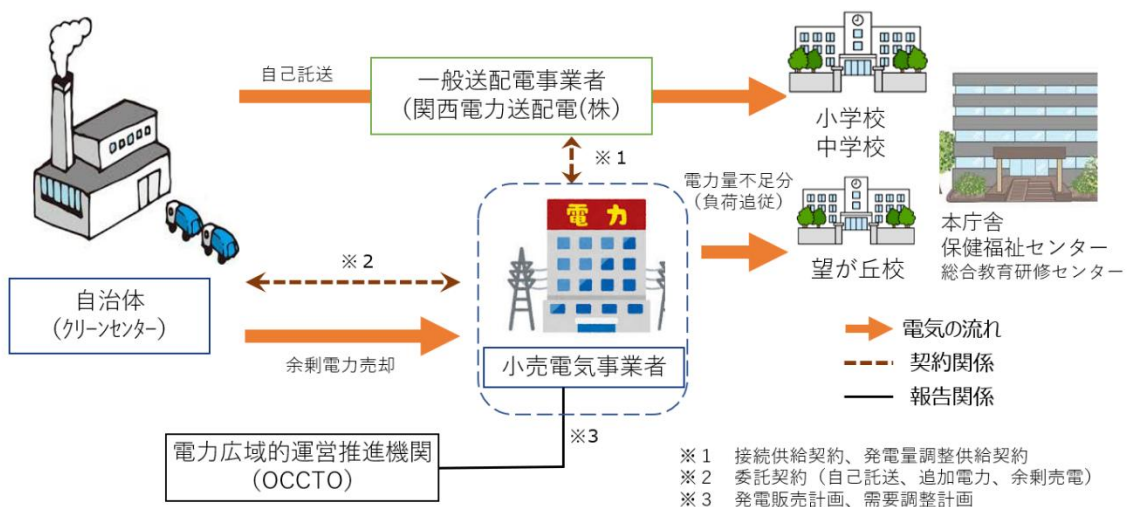 自己託送
一般送配電事業者
(関西電力送配電(株)
小学校
中学校
※１
電力量不足分
（負荷追従）
電力
望が丘校
本庁舎
保健福祉センター
総合教育研修センター
※２
自治体
(ｸﾘｰﾝｾﾝﾀｰ)
余剰電力売却
小売電気事業者
電気の流れ
契約関係
報告関係
※3
電力広域的運営推進機関
(OCCTO)
※１　接続供給契約、発電量調整供給契約
※２　委託契約（自己託送、追加電力、余剰売電）
※３　発電販売計画、需要調整計画